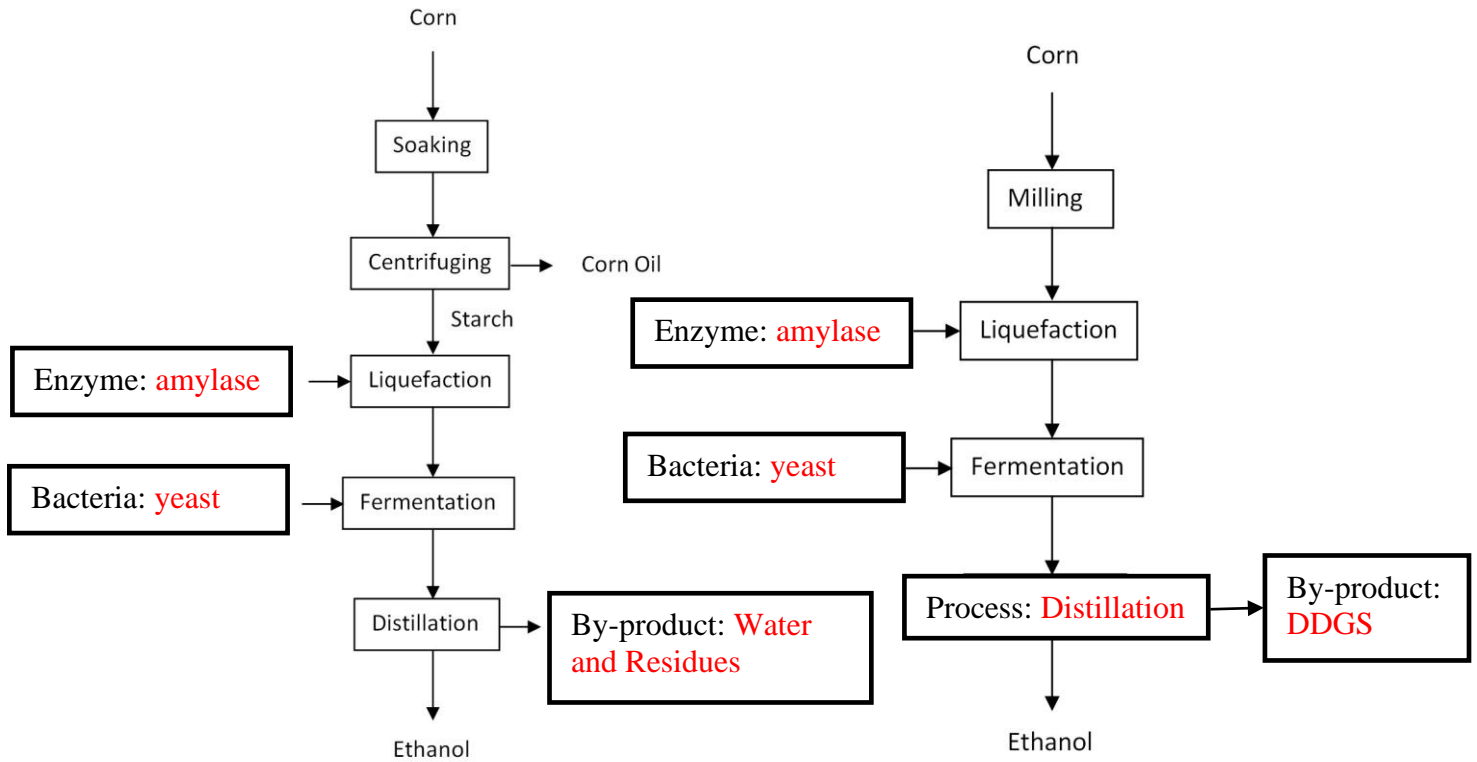 Corn
Soaking
Centrifuging
Corn Oil
Starch
Enzyme: amylase
Liquefaction
Bacteria: yeast
Fermentation
Distillation
By-product: Water
and Residues
Ethanol
Corn
Milling
Enzyme: amylase
Liquefaction
Bacteria: yeast
Fermentation
Process: Distillation
By-product:
DDGS
Ethanol